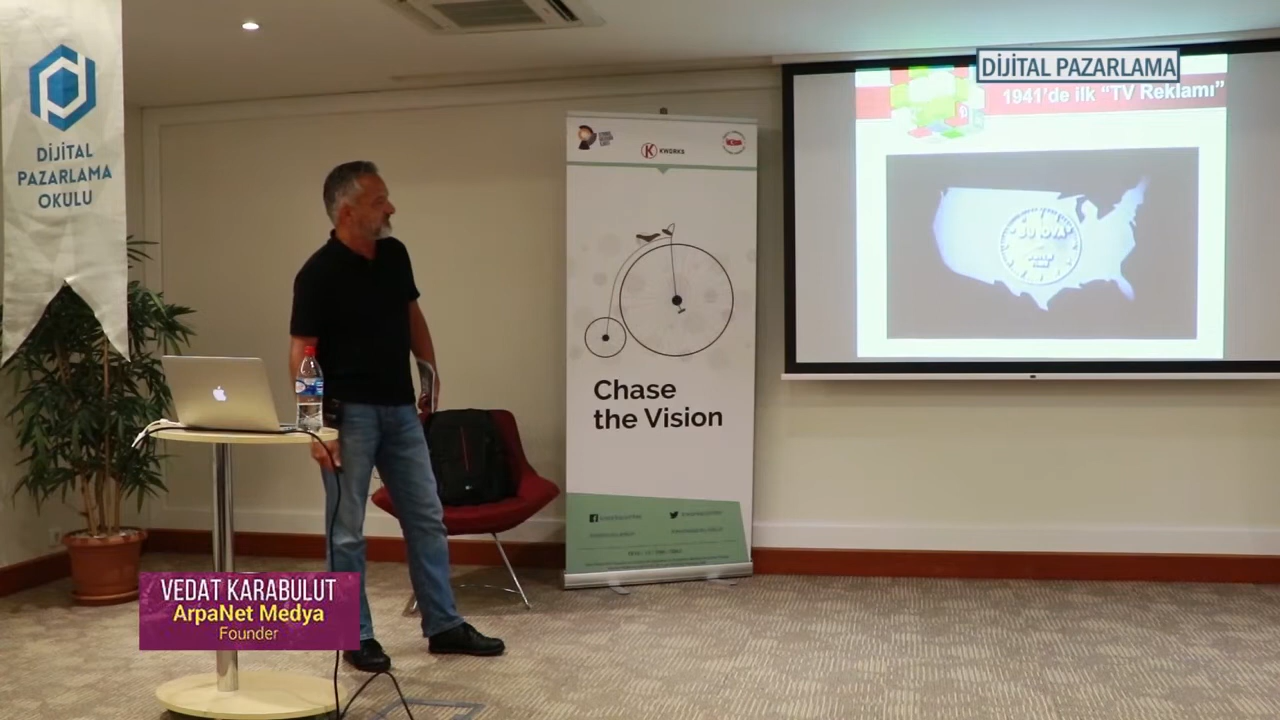 DİJİTAL
PAZARLAMA
OKULU
DİJİTAL PAZARLAMA
1941'de ilk "TV Reklamı"
BULOVA
KWORKS
Chase
the Vision
VEDAT KARABULUT
ArpaNet Medya
Founder